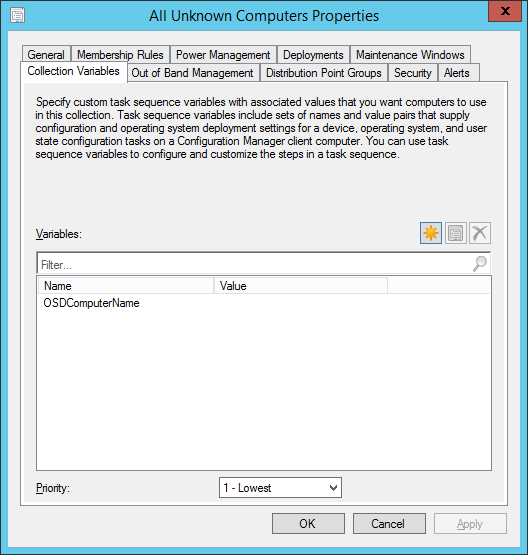 All Unknown Computers Properties
x
General Membership Rules Power Management Deployments Maintenance Windows
Collection Variables Out of Band Management Distribution Point Groups Security Alerts
Specify custom task sequence variables with associated values that you want computers to use
in this collection. Task sequence variables include sets of names and value pairs that supply
configuration and operating system deployment settings for a device, operating system, and user
state configuration tasks on a Configuration Manager client computer. You can use task
sequence variables to configure and customize the steps in a task sequence.
Variables:
Filter...
Name Value
OSDComputerName
Priority: 1 - Lowest
OK Cancel Apply